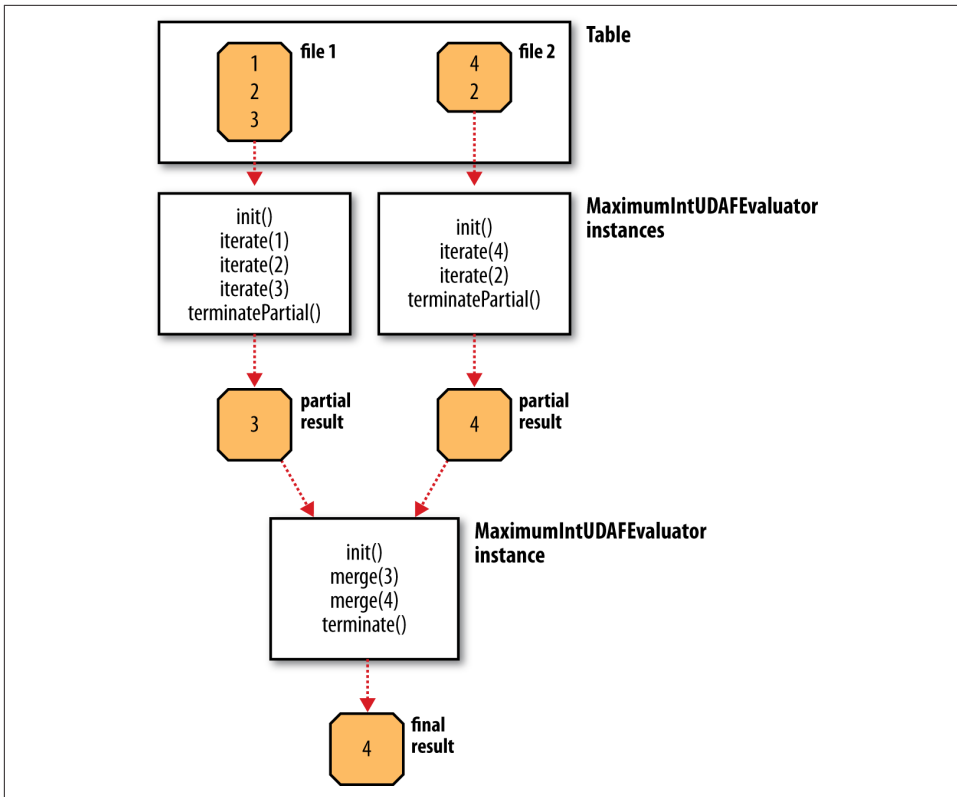 Table
file 1
1
2
3
file 2
4
2
MaximumIntUDAFEvaluator
instances
init()
iterate(1)
iterate(2)
iterate(3)
terminatePartial()
init()
iterate(4)
iterate(2)
terminatePartial()
3
partial
result
4
partial
result
MaximumIntUDAFEvaluator
instance
init()
merge(3)
merge(4)
terminate()
4
final
result